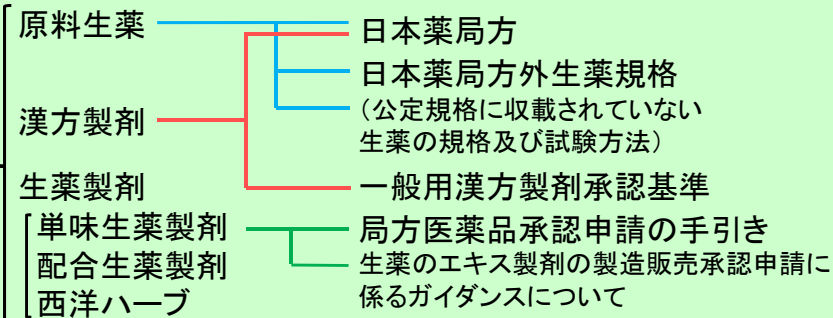 原料生薬
日本薬局方
日本薬局方外生薬規格
(公定規格に収載されていない
生薬の規格及び試験方法)
漢方製剤
一般用漢方製剤承認基準
生薬製剤
単味生薬製剤
配合生薬製剤
西洋ハーブ
局方医薬品承認申請の手引き
生薬のエキス製剤の製造販売承認申請に
係るガイダンスについて